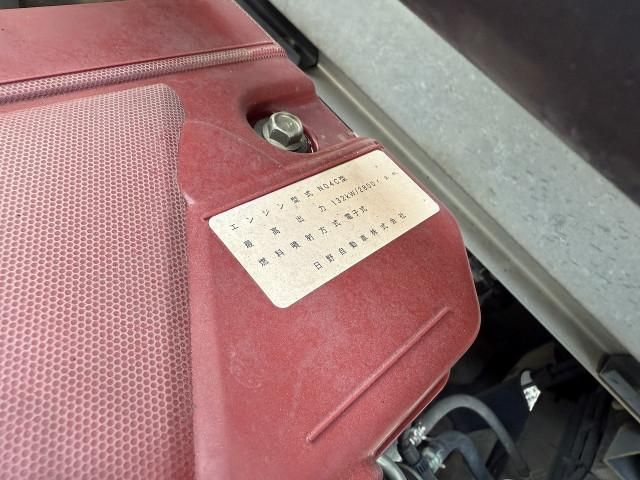 エンジン型式 N04C型
最高出力 132kW/2800r.p.m.
燃料噴射方式 電子式
日野自動車株式会社